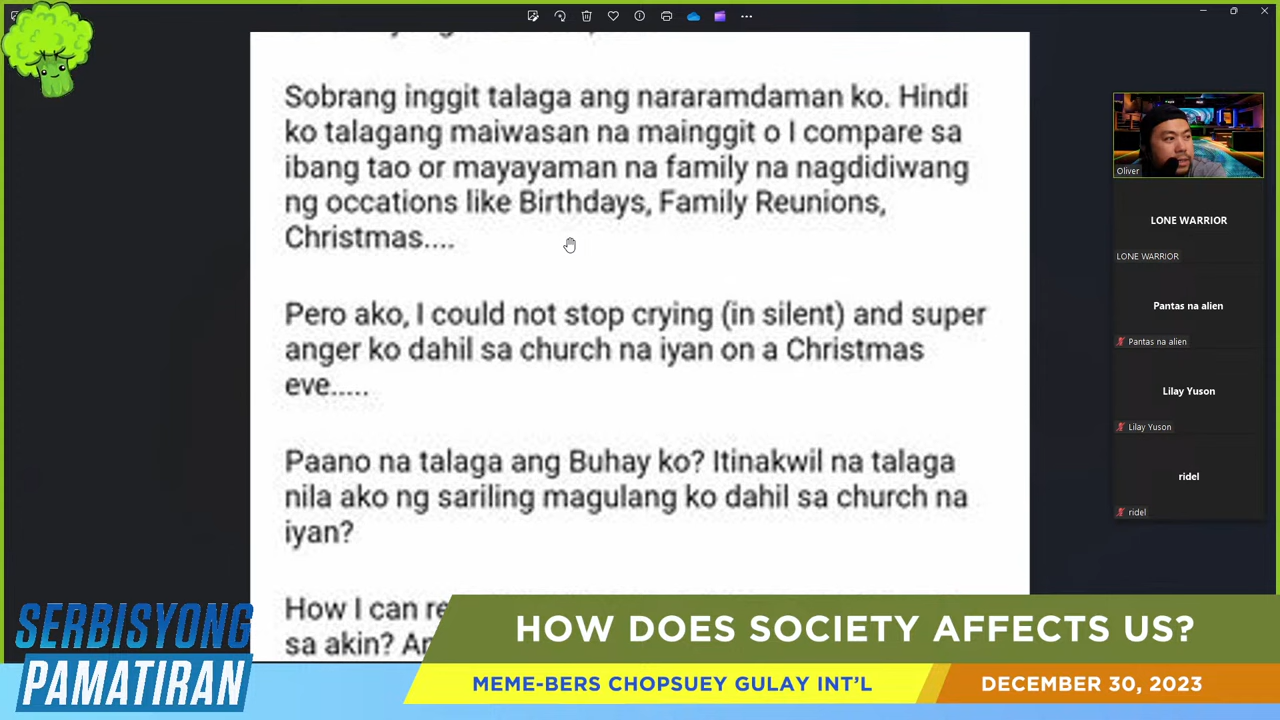 Sobrang inggit talaga ang nararamdaman ko. Hindi
ko talagang maiwasan na mainggit o I compare sa
ibang tao or mayayaman na family na nagdidiwang
ng occations like Birthdays, Family Reunions,
Christmas....
Pero ako, I could not stop crying (in silent) and super
anger ko dahil sa church na iyan on a Christmas
eve.....
Paano na talaga ang Buhay ko? Itinakwil na talaga
nila ako ng sariling magulang ko dahil sa church na
iyan?
How I can
sa akin?
Oliver
LONE WARRIOR
LONE WARRIOR
Pantas na alien
Pantas na alien
Lilay Yuson
Lilay Yuson
ridel
ridel
SERBISYONG
PAMATIRAN
HOW DOES SOCIETY AFFECTS US?
MEME-BERS CHOPSUEY GULAY INT'L
DECEMBER 30, 2023